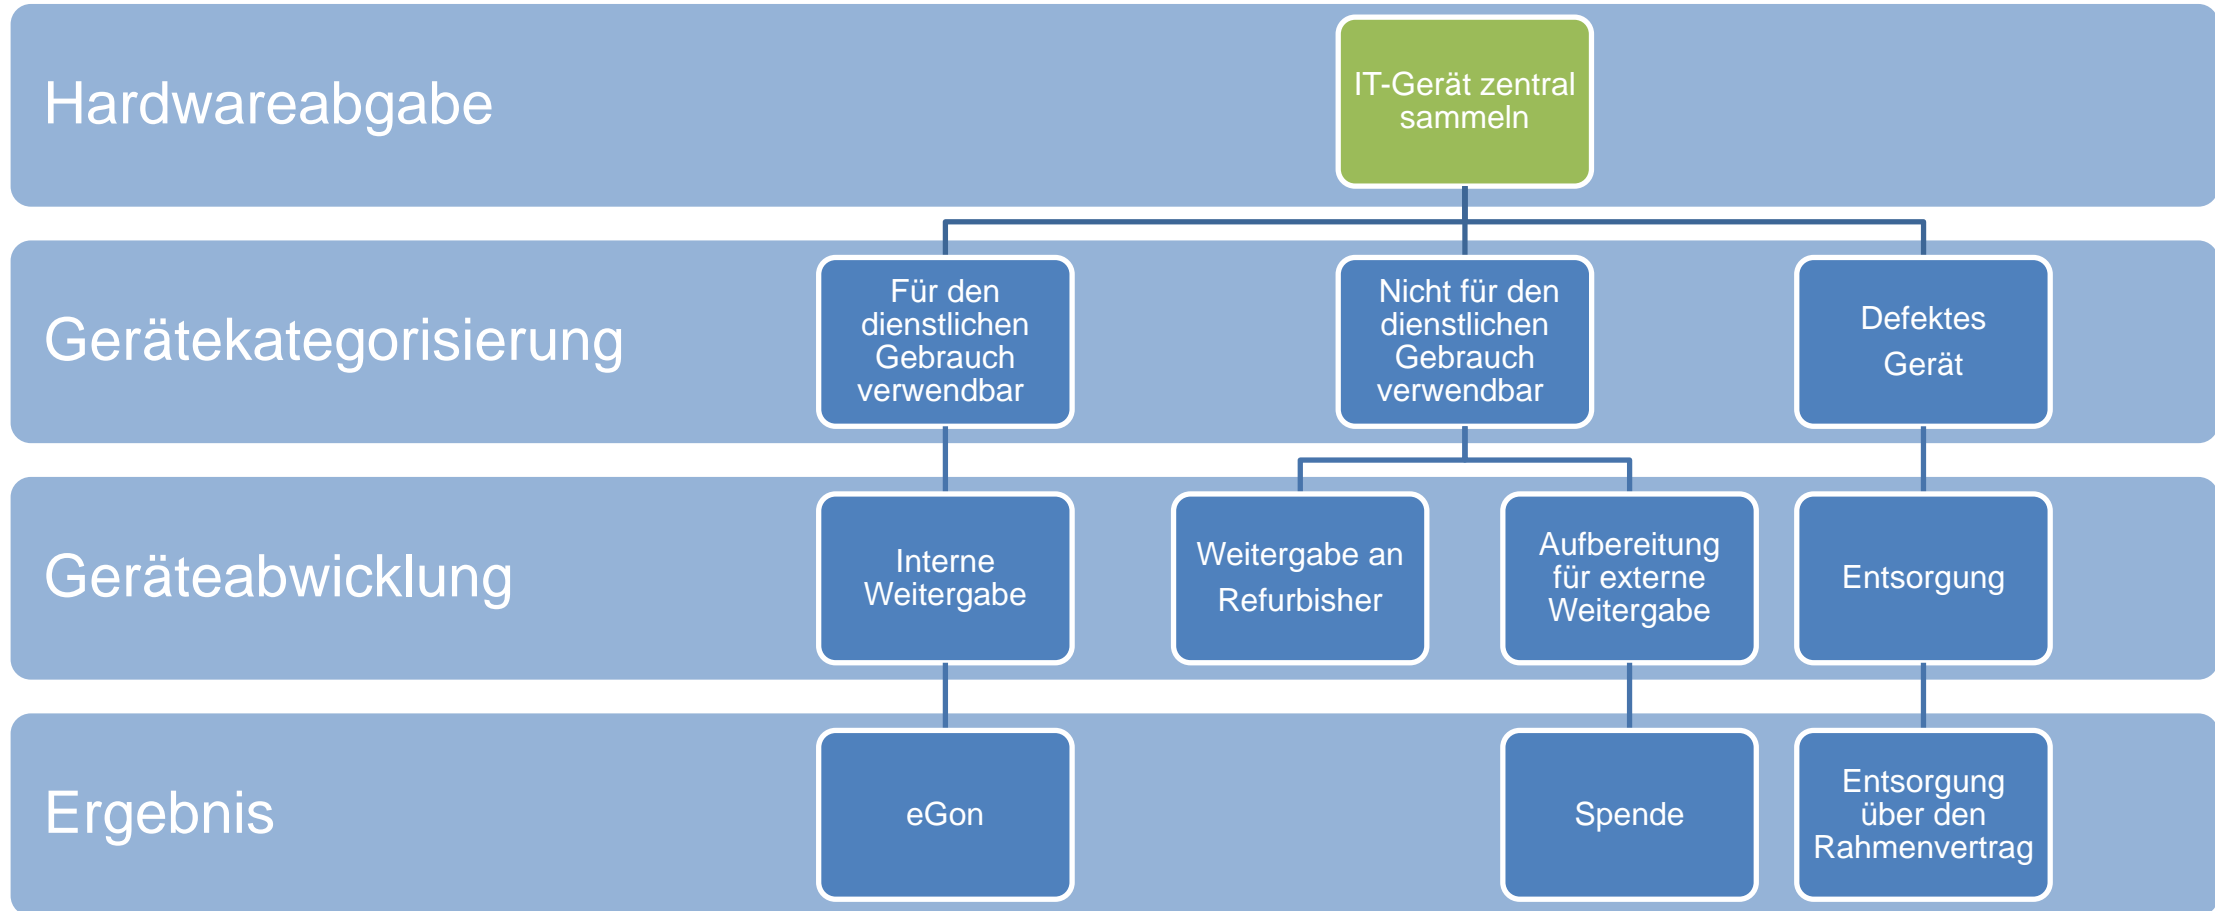 Hardwareabgabe
IT-Gerät zentral
sammeln
Gerätekategorisierung
Für den
dienstlichen
Gebrauch
verwendbar
Nicht für den
dienstlichen
Gebrauch
verwendbar
Defektes
Gerät
Geräteabwicklung
Interne
Weitergabe
Weitergabe an
Refurbisher
Aufbereitung
für externe
Weitergabe
Entsorgung
Ergebnis
eGon
Spende
Entsorgung
über den
Rahmenvertrag